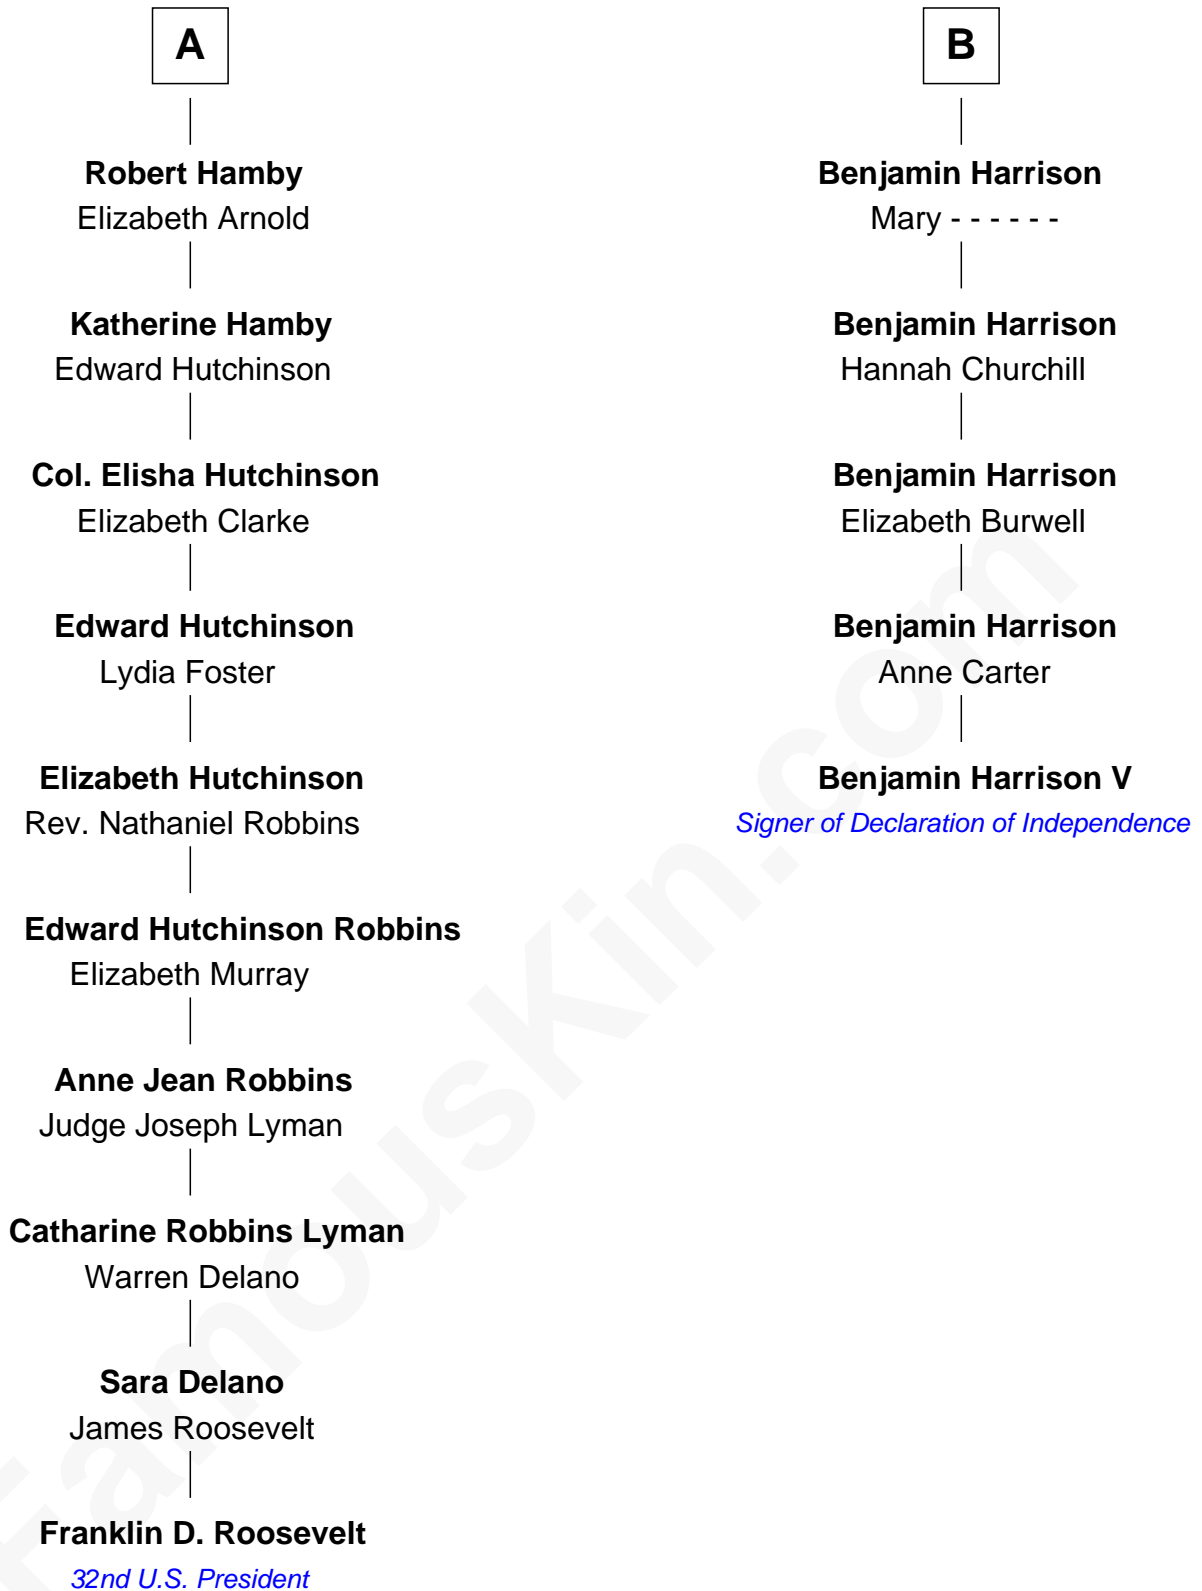 A
Robert Hamby
Elizabeth Arnold
Katherine Hamby
Edward Hutchinson
Col. Elisha Hutchinson
Elizabeth Clarke
Edward Hutchinson
Lydia Foster
Elizabeth Hutchinson
Rev. Nathaniel Robbins
Edward Hutchinson Robbins
Elizabeth Murray
Anne Jean Robbins
Judge Joseph Lyman
Catharine Robbins Lyman
Warren Delano
Sara Delano
James Roosevelt
Franklin D. Roosevelt
32nd U.S. President
B
Benjamin Harrison
Mary - - - - - -
Benjamin Harrison
Hannah Churchill
Benjamin Harrison
Elizabeth Burwell
Benjamin Harrison
Anne Carter
Benjamin Harrison V
Signer of Declaration of Independence
FamousKin.com